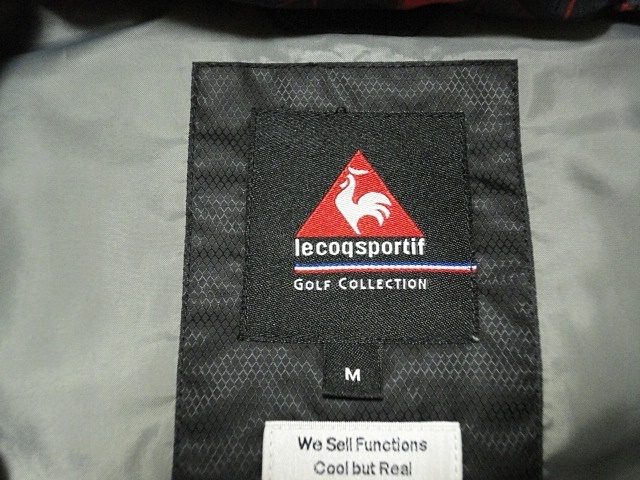 lecoqsportif
GOLF COLLECTION
M
We Sell Functions
Cool but Real